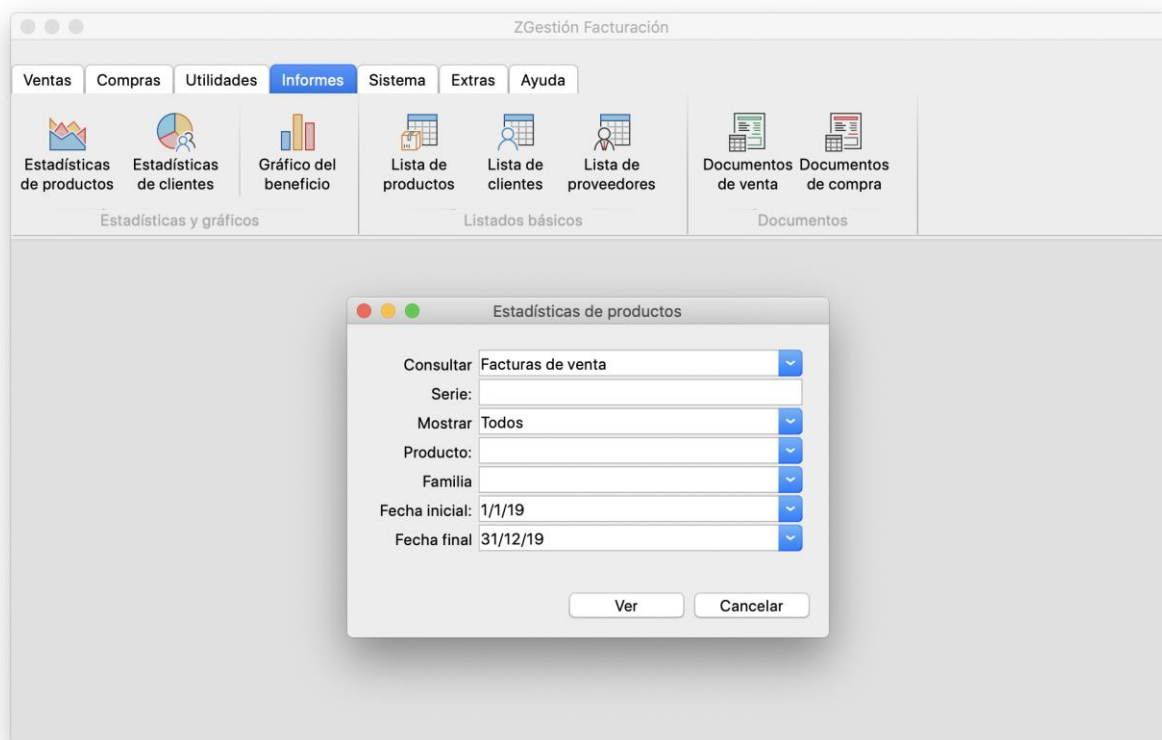 ZGestión Facturación
Ventas Compras Utilidades Informes Sistema Extras Ayuda
Estadísticas de productos
Estadísticas de clientes
Gráfico del beneficio
Lista de productos
Lista de clientes
Lista de proveedores
Documentos de venta
Documentos de compra
Estadísticas y gráficos
Listados básicos
Documentos
Estadísticas de productos
Consultar Facturas de venta
Serie:
Mostrar Todos
Producto:
Familia
Fecha inicial: 1/1/19
Fecha final 31/12/19
Ver Cancelar